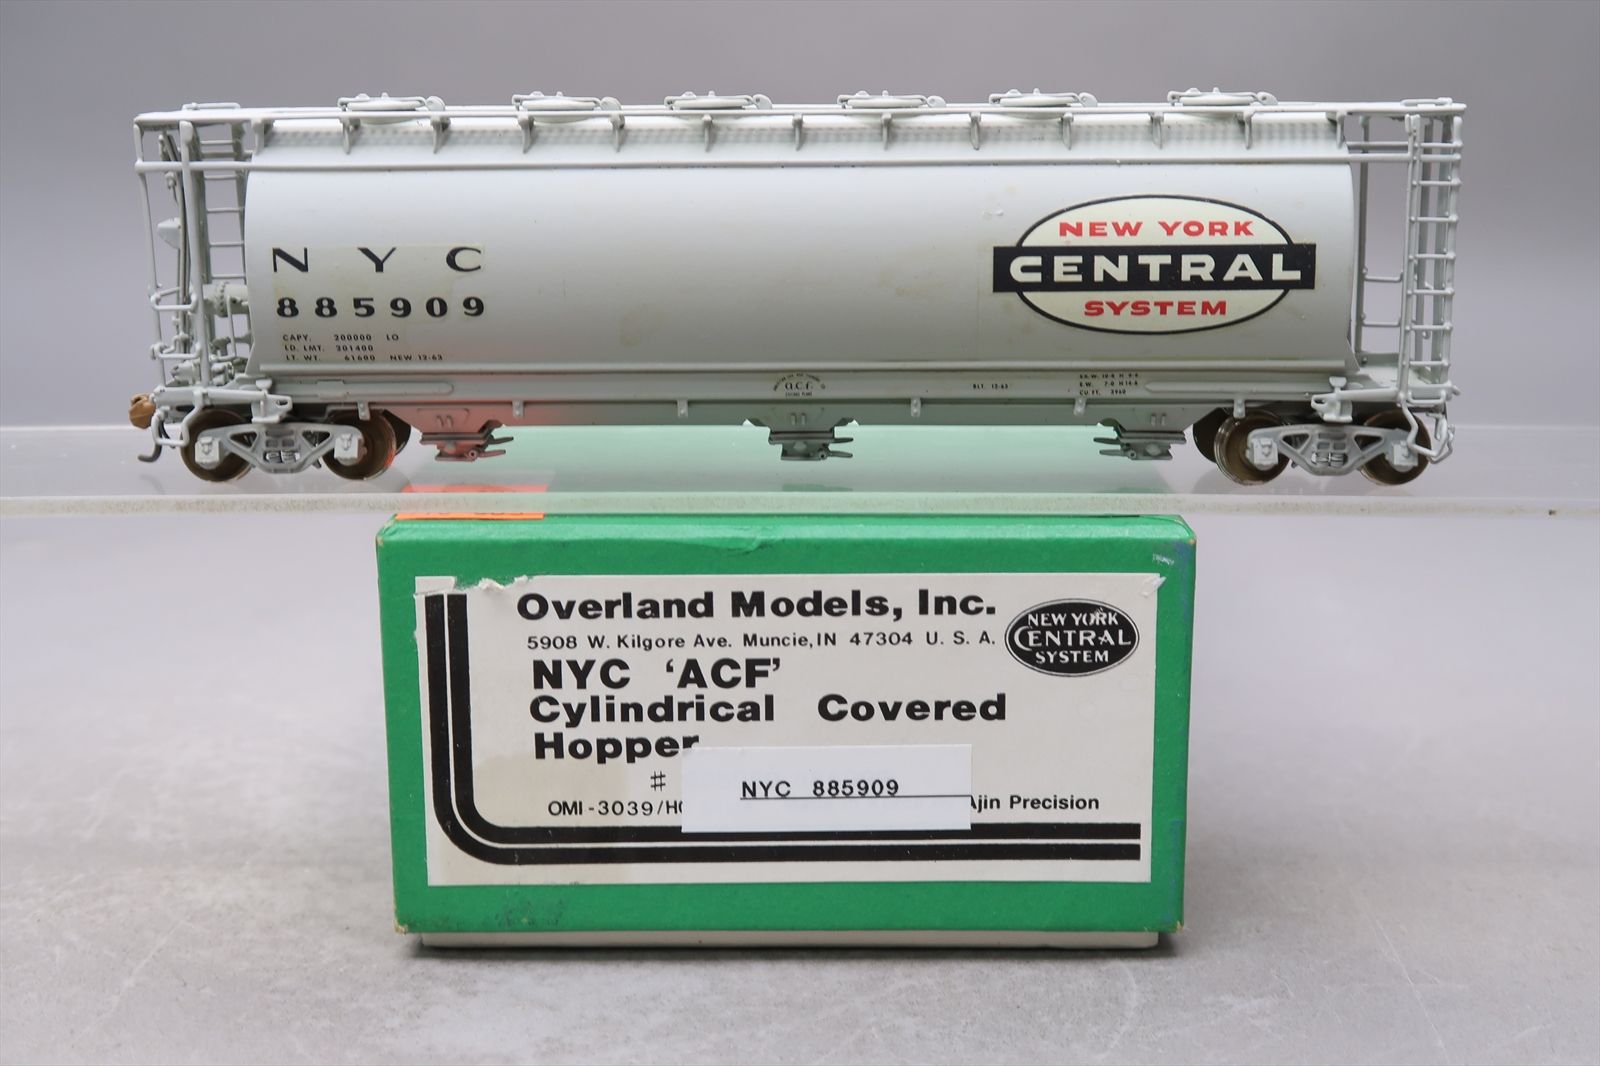 N Y C
885909
CAPY. 200000 LO
LD. LMT. 201400
LT. WT. 61600 NEW 12-63
NEW YORK
CENTRAL
SYSTEM
a.c.f.
BLT. 12-63
CU FT. 2960
Overland Models, Inc.
5908 W. Kilgore Ave. Muncie, IN 47304 U. S. A.
NEW YORK
CENTRAL
SYSTEM
NYC 'ACF'
Cylindrical Covered
Hopper
#
NYC 885909
OMI-3039/HO Ajin Precision